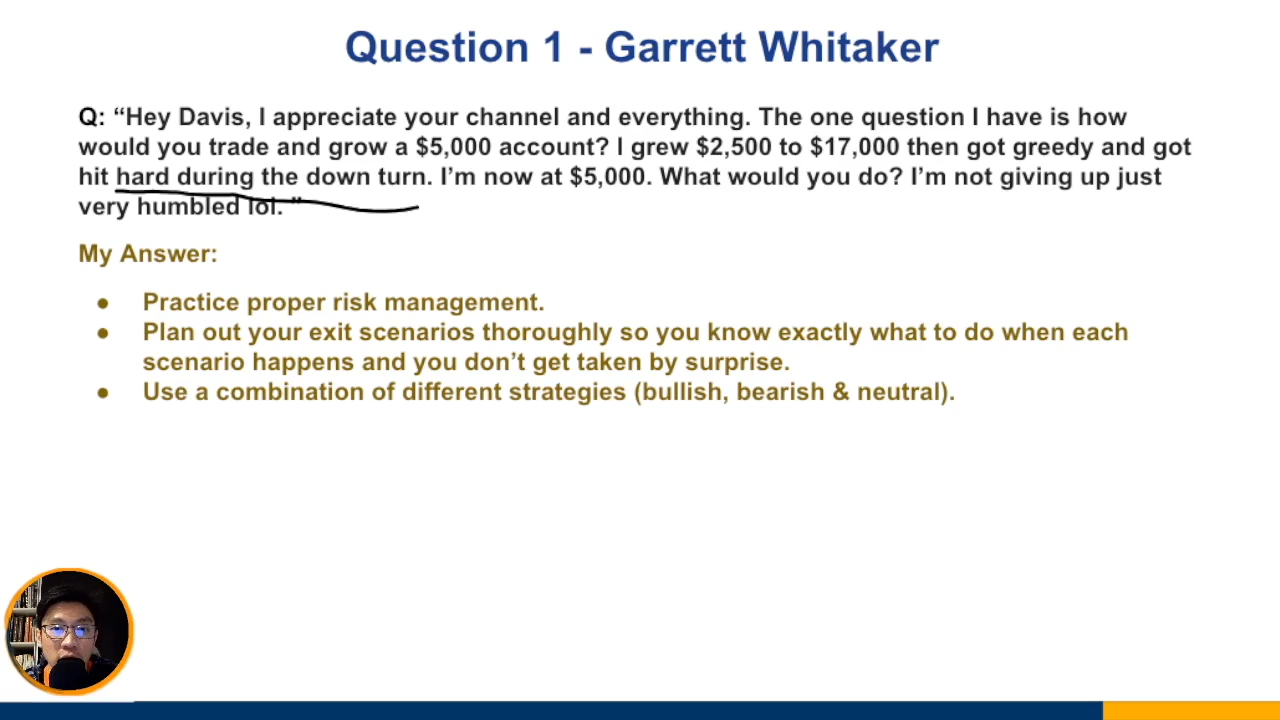 Question 1 - Garrett Whitaker
Q: “Hey Davis, I appreciate your channel and everything. The one question I have is how
would you trade and grow a $5,000 account? I grew $2,500 to $17,000 then got greedy and got
hit hard during the down turn. I’m now at $5,000. What would you do? I’m not giving up just
very humbled lol. ”
My Answer:
● Practice proper risk management.
● Plan out your exit scenarios thoroughly so you know exactly what to do when each
scenario happens and you don’t get taken by surprise.
● Use a combination of different strategies (bullish, bearish & neutral).